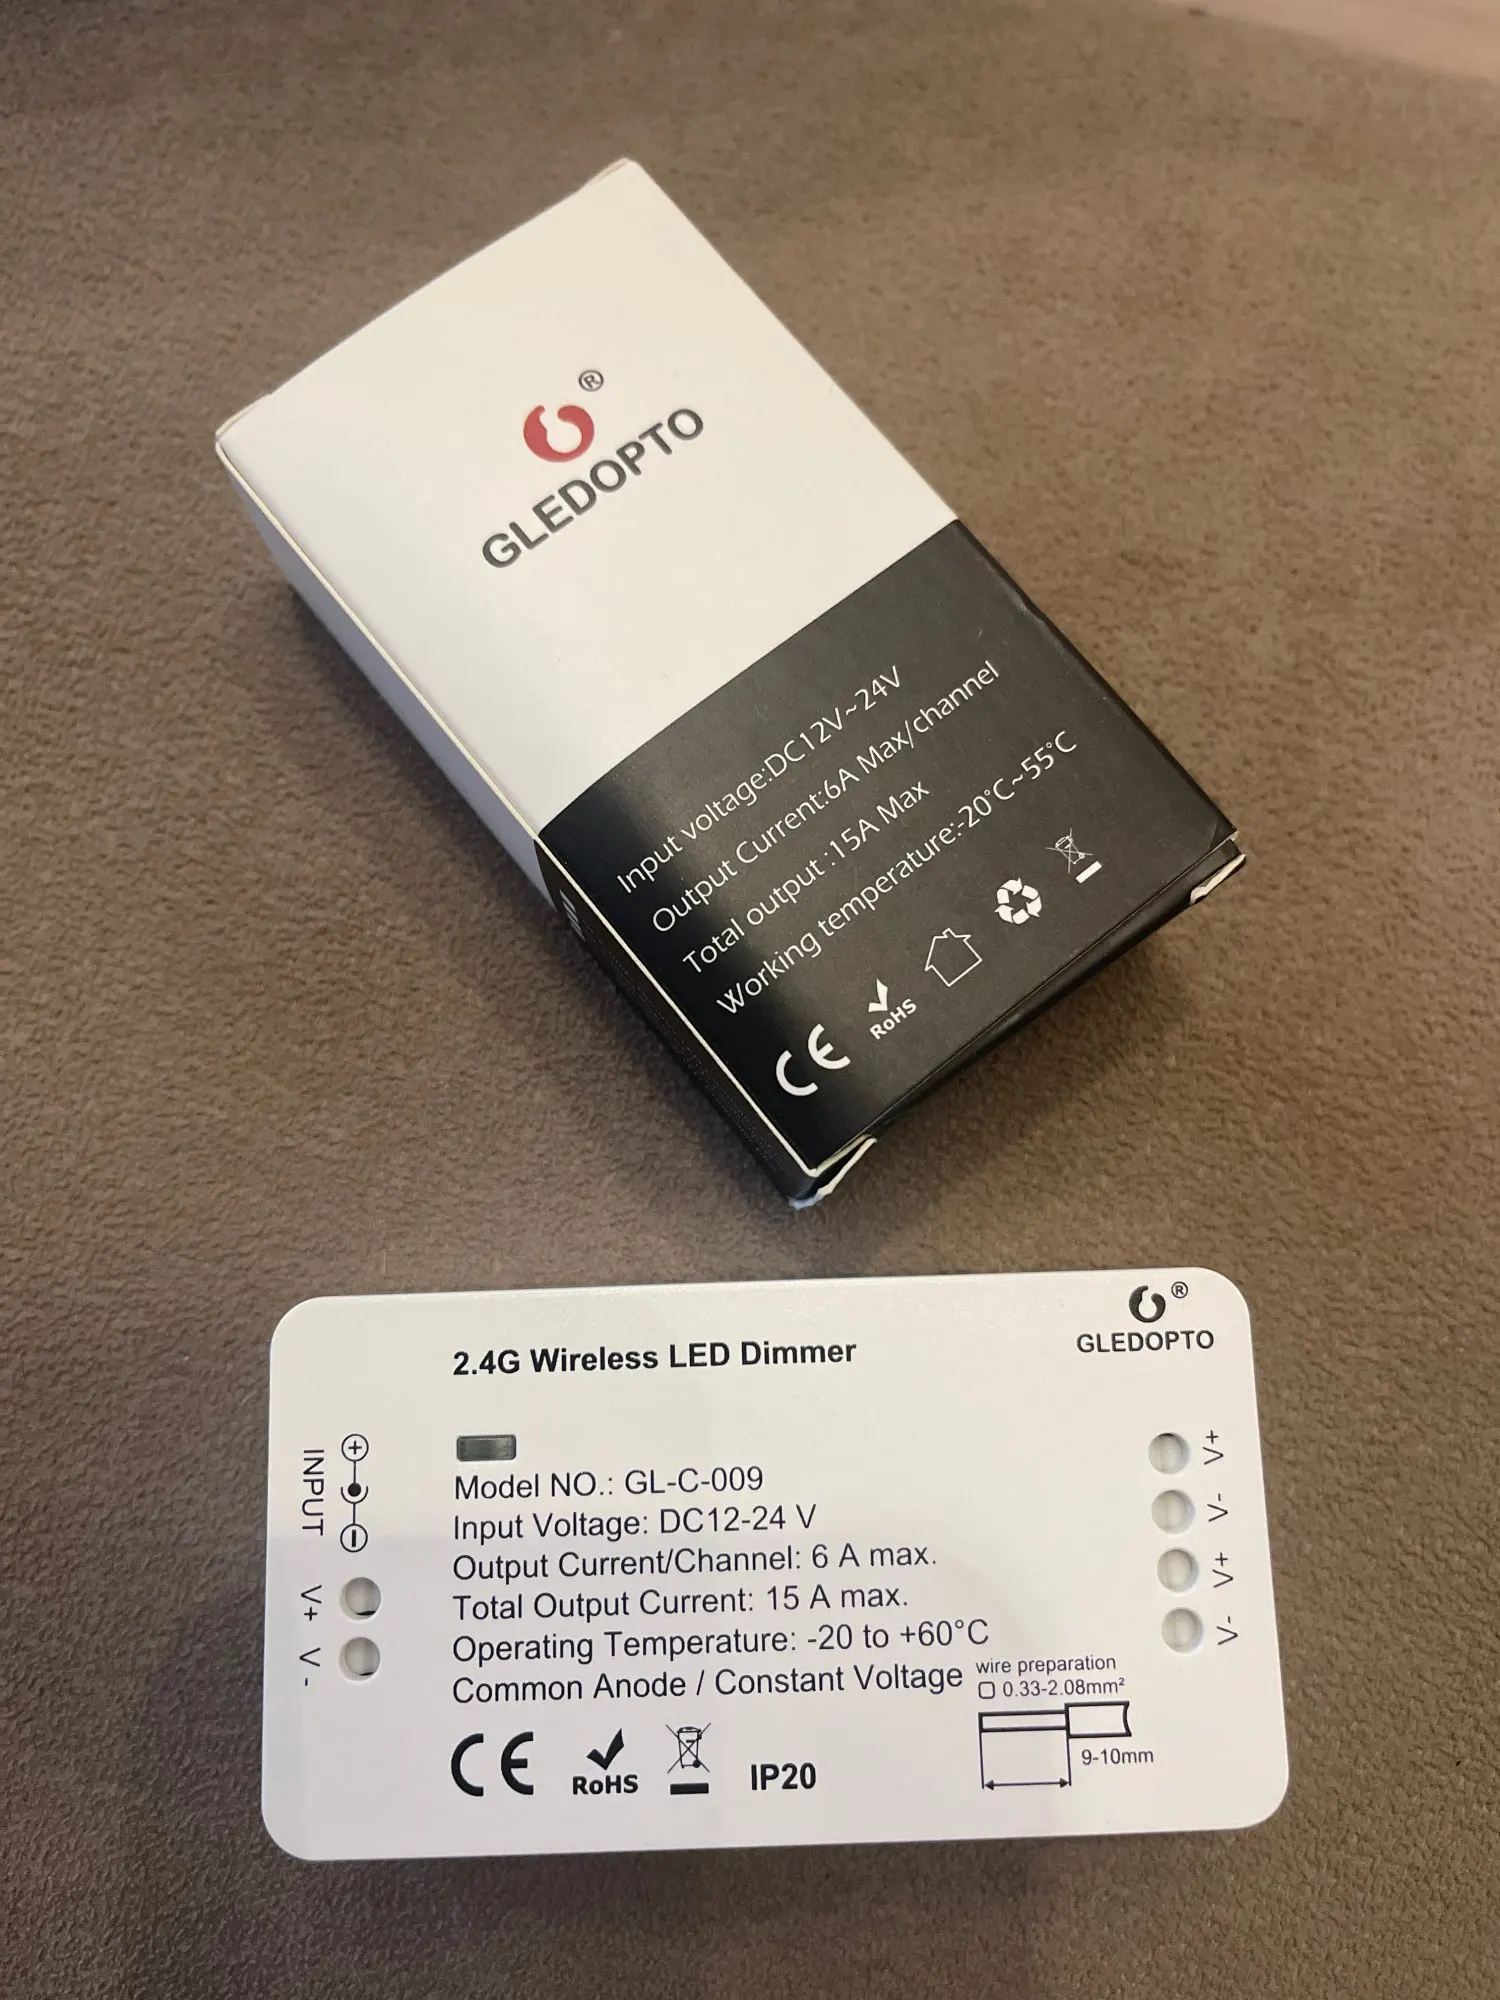 ®
GLEDOPTO
Input voltage:DC12V~24V
Output Current:6A Max/channel
Total output :15A Max
Working temperature:-20°C~55°C
CE
RoHS
®
GLEDOPTO
2.4G Wireless LED Dimmer
INPUT
V+
V -
Model NO.: GL-C-009
Input Voltage: DC12-24 V
Output Current/Channel: 6 A max.
Total Output Current: 15 A max.
Operating Temperature: -20 to +60°C
Common Anode / Constant Voltage
wire preparation
0.33-2.08mm²
9-10mm
CE
RoHS
IP20
V+
V-
V+
V-